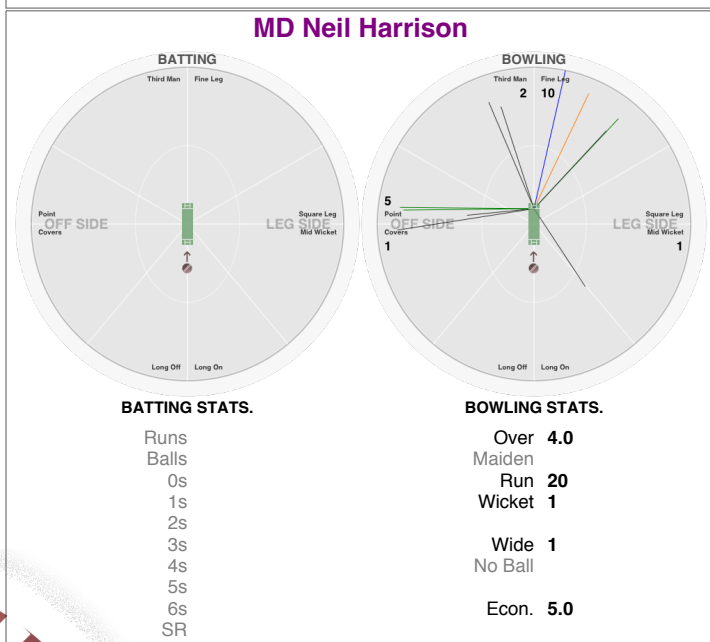 MD Neil Harrison
BATTING
BOWLING
Third Man Fine Leg
Third Man Fine Leg
2 10
Point
OFF SIDE
Covers
Square Leg
LEG SIDE
Mid Wicket
5
Point
OFF SIDE
Covers
1
Square Leg
LEG SIDE
Mid Wicket
1
Long Off Long On
Long Off Long On
BATTING STATS.
BOWLING STATS.
Runs
Over 4.0
Balls
Maiden
0s
Run 20
1s
Wicket 1
2s
3s
Wide 1
4s
No Ball
5s
6s
Econ. 5.0
SR